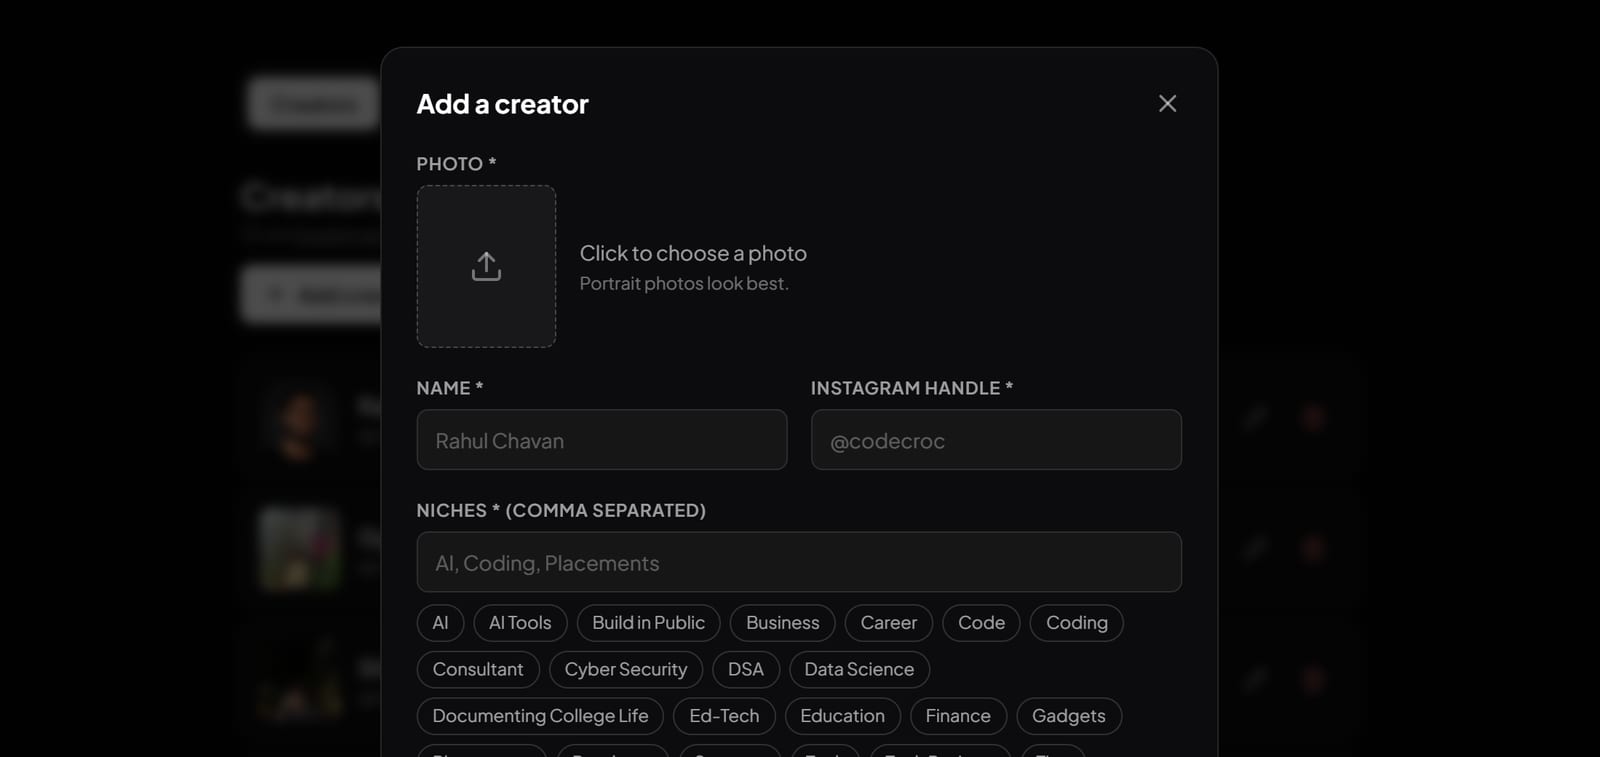 Add a creator
PHOTO *
Click to choose a photo
Portrait photos look best.
NAME *
INSTAGRAM HANDLE *
Rahul Chavan
@codecroc
NICHES * (COMMA SEPARATED)
AI, Coding, Placements
AI AI Tools Build in Public Business Career Code Coding
Consultant Cyber Security DSA Data Science
Documenting College Life Ed-Tech Education Finance Gadgets
Creators